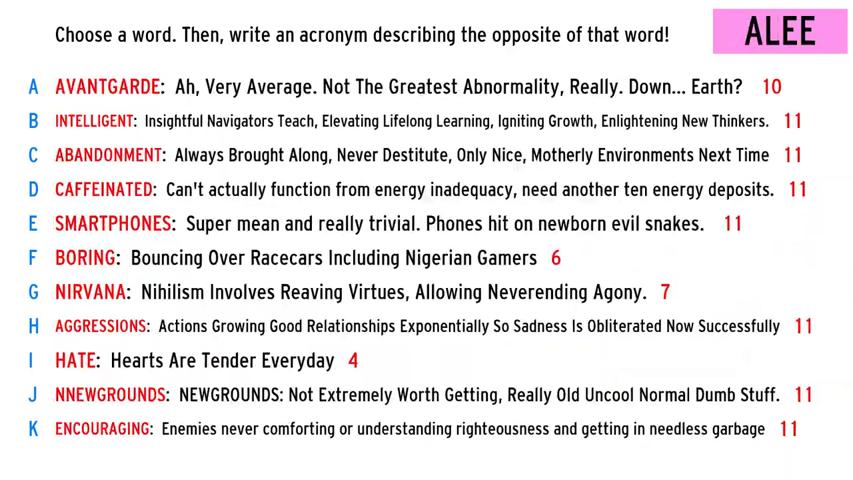 Choose a word. Then, write an acronym describing the opposite of that word!
ALEE
A AVANTGARDE: Ah, Very Average. Not The Greatest Abnormality, Really. Down... Earth? 10
B INTELLIGENT: Insightful Navigators Teach, Elevating Lifelong Learning, Igniting Growth, Enlightening New Thinkers. 11
C ABANDONMENT: Always Brought Along, Never Destitute, Only Nice, Motherly Environments Next Time 11
D CAFFEINATED: Can't actually function from energy inadequacy, need another ten energy deposits. 11
E SMARTPHONES: Super mean and really trivial. Phones hit on newborn evil snakes. 11
F BORING: Bouncing Over Racecars Including Nigerian Gamers 6
G NIRVANA: Nihilism Involves Reaving Virtues, Allowing Neverending Agony. 7
H AGGRESSIONS: Actions Growing Good Relationships Exponentially So Sadness Is Obliterated Now Successfully 11
I HATE: Hearts Are Tender Everyday 4
J NNEWGROUNDS: NEWGROUNDS: Not Extremely Worth Getting, Really Old Uncool Normal Dumb Stuff. 11
K ENCOURAGING: Enemies never comforting or understanding righteousness and getting in needless garbage 11